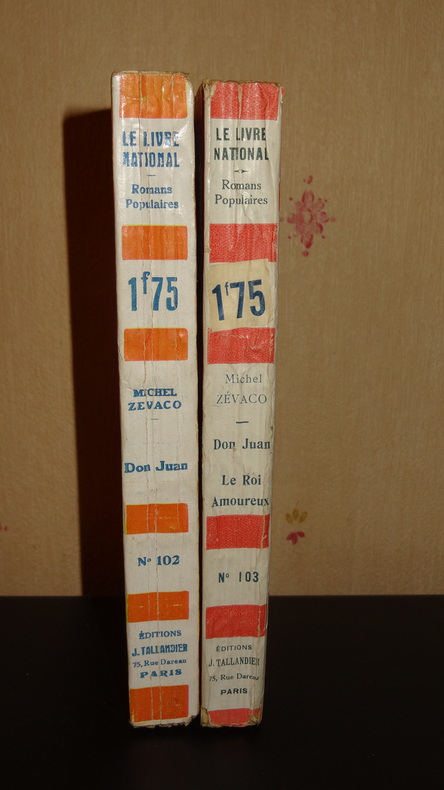 LE LIVRE
NATIONAL
Romans
Populaires
1f75
MICHEL
ZEVACO
Don Juan
N° 102
ÉDITIONS
J. TALLANDIER
75, Rue Dareau
PARIS
LE LIVRE
NATIONAL
Romans
Populaires
1f75
Michel
ZÉVACO
Don Juan
Le Roi
Amoureux
N° 103
ÉDITIONS
J. TALLANDIER
75, Rue Dareau
PARIS